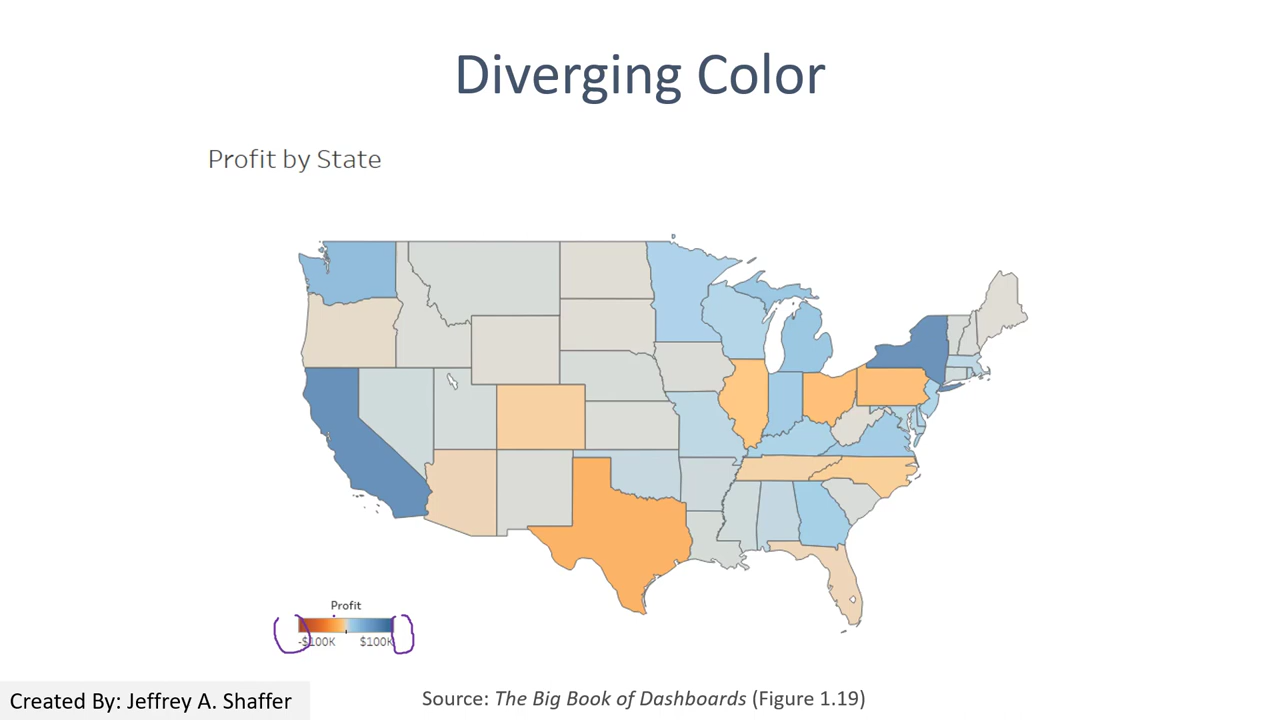 Diverging Color
Profit by State
Profit
-$100K $100K
Created By: Jeffrey A. Shaffer
Source: The Big Book of Dashboards (Figure 1.19)